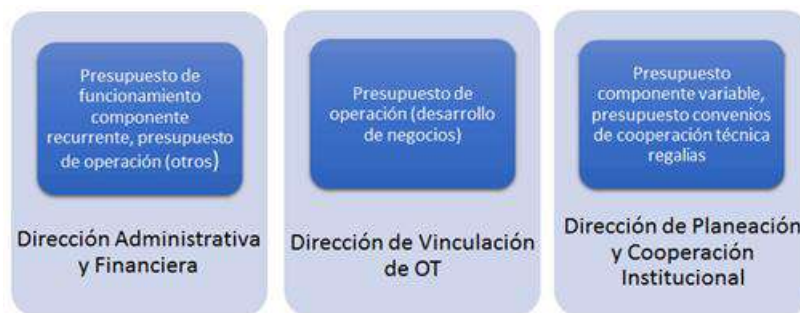 Presupuesto de
funcionamiento
componente
recurrente, presupuesto
de operación (otros)
Dirección Administrativa
y Financiera
Presupuesto de
operación (desarrollo
de negocios)
Dirección de Vinculación
de OT
Presupuesto
componente variable,
presupuesto convenios
de cooperación técnica
regalias
Dirección de Planeación
y Cooperación
Institucional